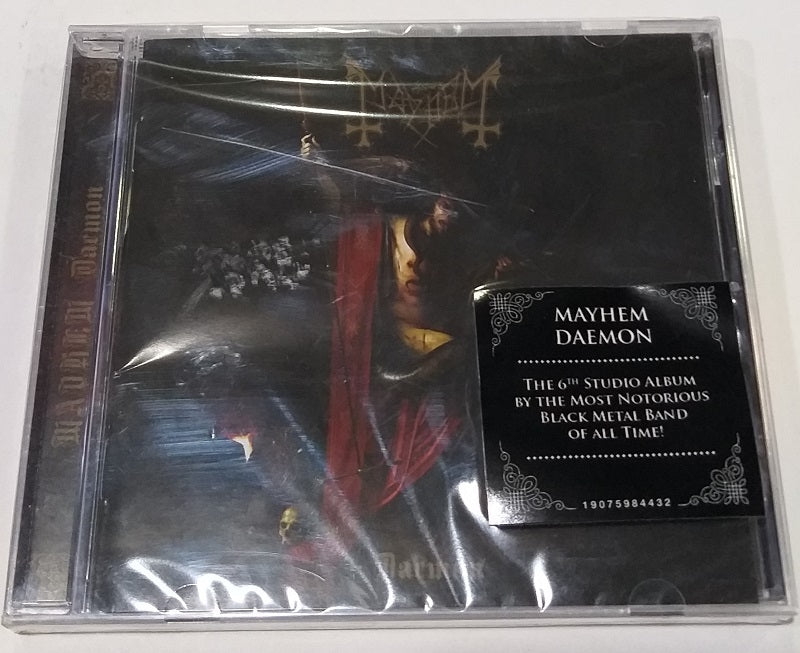 MAYHEM
Daemon
MAYHEM
MAYHEM
DAEMON
THE 6TH STUDIO ALBUM
BY THE MOST NOTORIOUS
BLACK METAL BAND
OF ALL TIME!
19075984432
Daemon